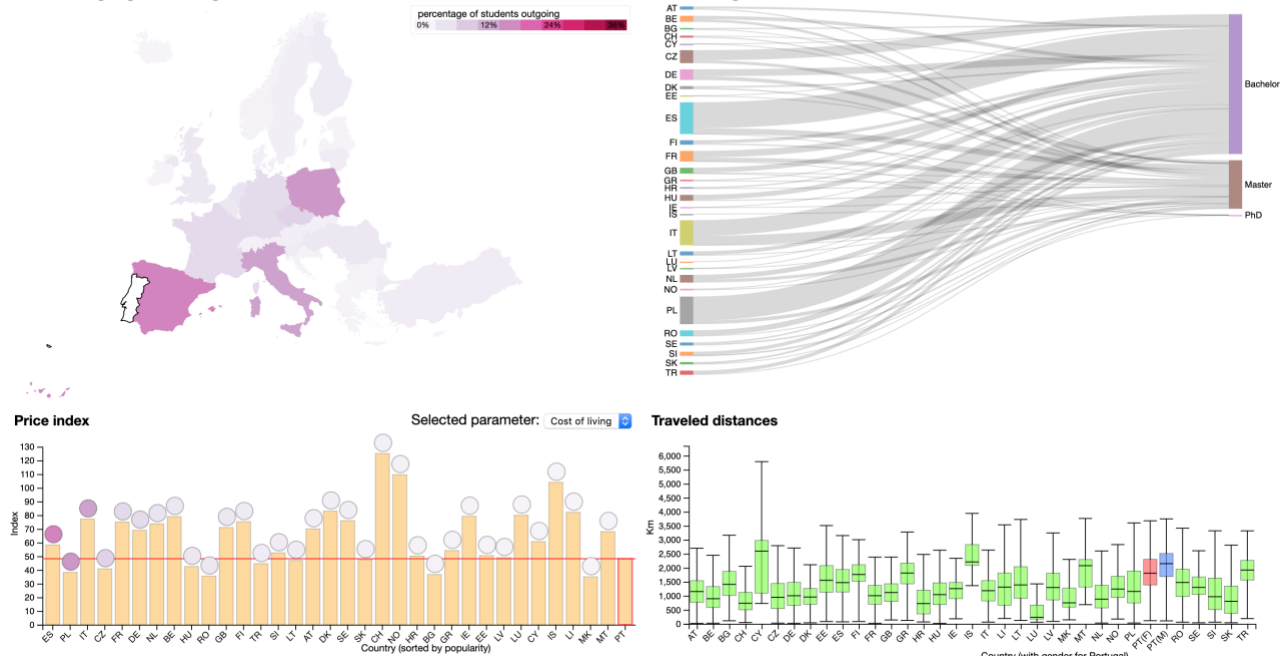 percentage of students outgoing
0% 12% 24% 36%
AT
BE
BG
CH
CY
CZ
DE
DK
EE
ES
FI
FR
GB
GR
HR
HU
IE
IS
IT
LT
LU
LV
NL
NO
PL
RO
SE
SI
SK
TR
Bachelor
Master
PhD
Price index
Selected parameter: Cost of living
130
120
110
100
90
80
70
60
50
40
30
20
10
0
Index
ES PL IT CZ FR DE NL BE HU RO GB FI TR SI LT AT DK SE SK CH NO HR BG GR IE EE LV LU CY IS LI MK MT PT
Country (sorted by popularity)
Traveled distances
6,000
5,500
5,000
4,500
4,000
3,500
3,000
2,500
2,000
1,500
1,000
500
0
Km
AT BE BG CH CY CZ DE DK EE ES FI FR GB GR HR HU IE IS IT LI LT LU LV MK MT NL NO PL PT(F) PT(M) RO SE SI SK TR
Country (with gender for Portugal)